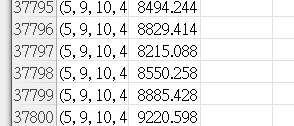 37795 (5, 9, 10, 4 8494.244
37796 (5, 9, 10, 4 8829.414
37797 (5, 9, 10, 4 8215.088
37798 (5, 9, 10, 4 8550.258
37799 (5, 9, 10, 4 8885.428
37800 (5, 9, 10, 4 9220.598